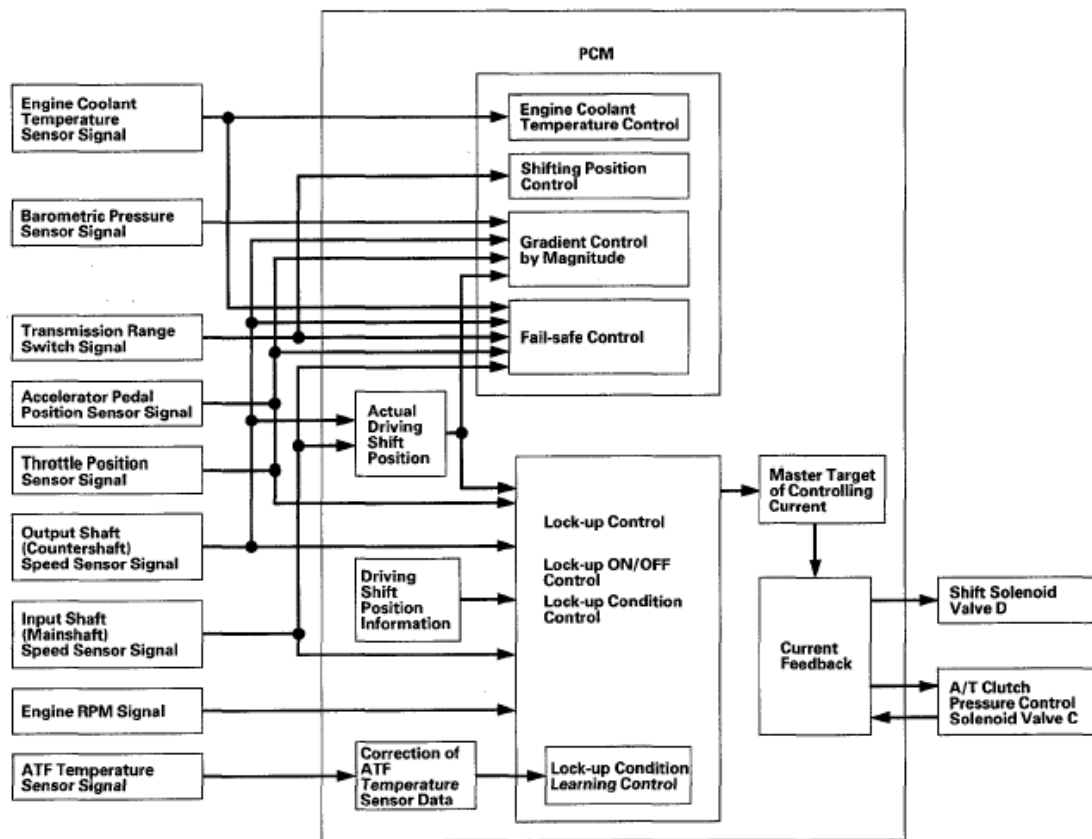 PCM
Engine Coolant
Temperature
Sensor Signal
Barometric Pressure
Sensor Signal
Transmission Range
Switch Signal
Accelerator Pedal
Position Sensor Signal
Throttle Position
Sensor Signal
Output Shaft
(Countershaft)
Speed Sensor Signal
Input Shaft
(Mainshaft)
Speed Sensor Signal
Engine RPM Signal
ATF Temperature
Sensor Signal
Engine Coolant
Temperature Control
Shifting Position
Control
Gradient Control
by Magnitude
Fail-safe Control
Actual
Driving
Shift
Position
Driving
Shift
Position
Information
Correction of
ATF
Temperature
Sensor Data
Lock-up Control
Lock-up ON/OFF
Control
Lock-up Condition
Control
Lock-up Condition
Learning Control
Master Target
of Controlling
Current
Current
Feedback
Shift Solenoid
Valve D
A/T Clutch
Pressure Control
Solenoid Valve C